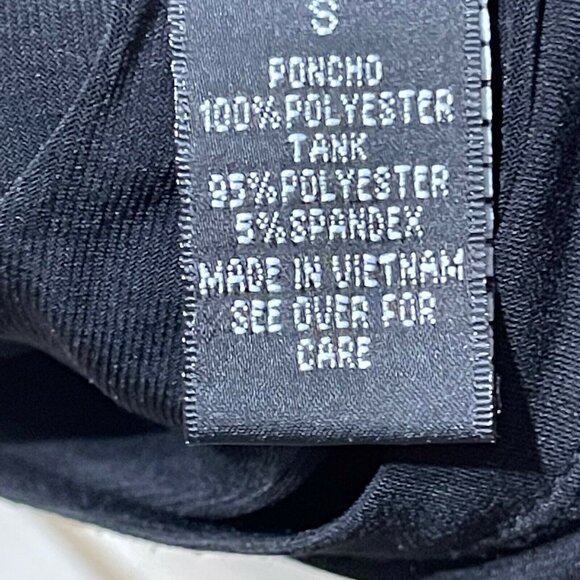 S
PONCHO
100%POLYESTER
TANK
95%POLYESTER
5%SPANDEX
MADE IN VIETNAM
SEE OVER FOR
CARE